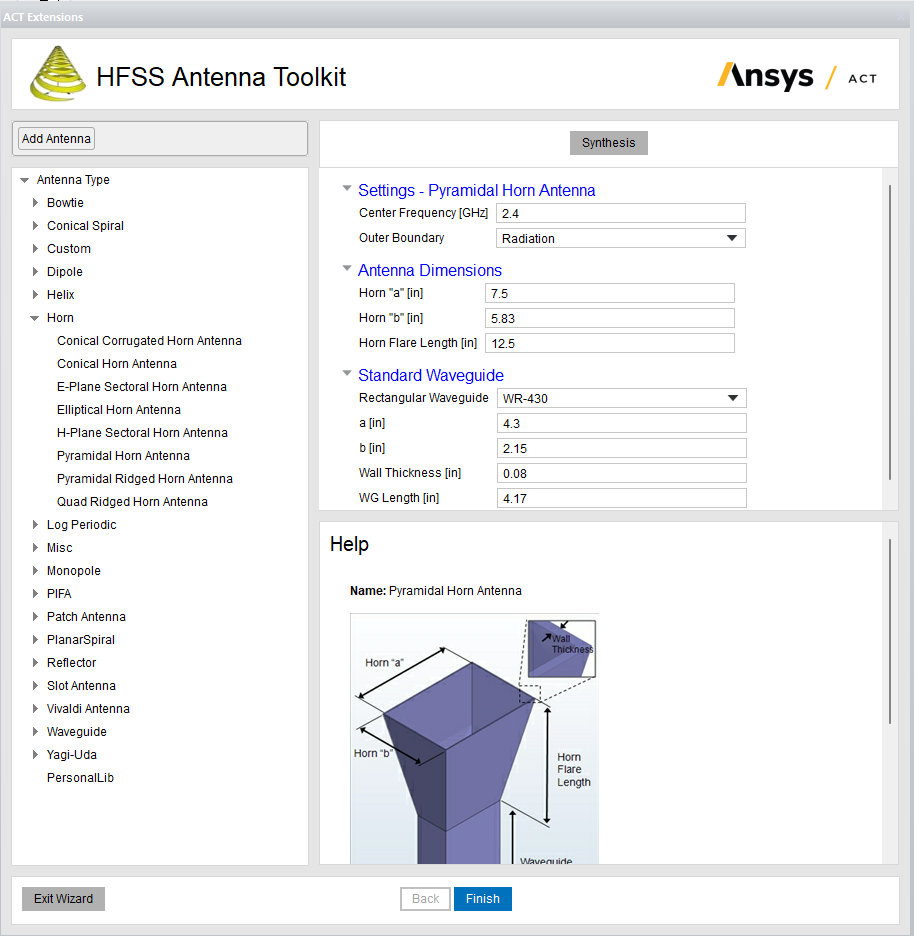 ACT Extensions
HFSS Antenna Toolkit
Ansys / ACT
Add Antenna
Antenna Type
Bowtie
Conical Spiral
Custom
Dipole
Helix
Horn
Conical Corrugated Horn Antenna
Conical Horn Antenna
E-Plane Sectoral Horn Antenna
Elliptical Horn Antenna
H-Plane Sectoral Horn Antenna
Pyramidal Horn Antenna
Pyramidal Ridged Horn Antenna
Quad Ridged Horn Antenna
Log Periodic
Misc
Monopole
PIFA
Patch Antenna
PlanarSpiral
Reflector
Slot Antenna
Vivaldi Antenna
Waveguide
Yagi-Uda
PersonalLib
Synthesis
Settings - Pyramidal Horn Antenna
Center Frequency [GHz] 2.4
Outer Boundary Radiation
Antenna Dimensions
Horn "a" [in] 7.5
Horn "b" [in] 5.83
Horn Flare Length [in] 12.5
Standard Waveguide
Rectangular Waveguide WR-430
a [in] 4.3
b [in] 2.15
Wall Thickness [in] 0.08
WG Length [in] 4.17
Help
Name: Pyramidal Horn Antenna
Wall
Thickness
Horn "a"
Horn "b"
Horn
Flare
Length
Waveguide
Exit Wizard
Back
Finish